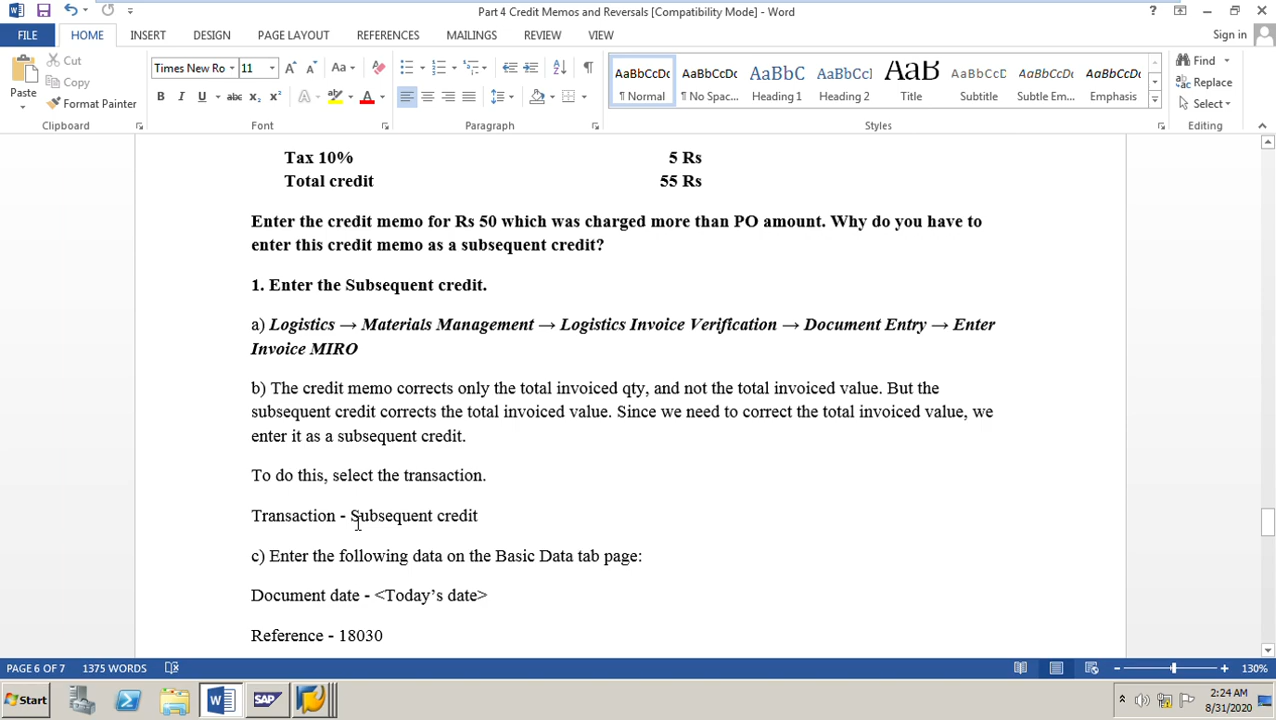 Part 4 Credit Memos and Reversals [Compatibility Mode] - Word
FILE HOME INSERT DESIGN PAGE LAYOUT REFERENCES MAILINGS REVIEW VIEW Sign in
Cut
Copy
Format Painter
Paste
Clipboard
Times New Ro 11
Font
Paragraph
AaBbCcDc AaBbCcDc AaBbC AaBbCc AaB AaBbCcD AaBbCcDc AaBbCcDc
¶ Normal ¶ No Spac... Heading 1 Heading 2 Title Subtitle Subtle Em... Emphasis
Styles
Find
Replace
Select
Editing
Tax 10% 5 Rs
Total credit 55 Rs
Enter the credit memo for Rs 50 which was charged more than PO amount. Why do you have to
enter this credit memo as a subsequent credit?
1. Enter the Subsequent credit.
a) Logistics → Materials Management → Logistics Invoice Verification → Document Entry → Enter
Invoice MIRO
b) The credit memo corrects only the total invoiced qty, and not the total invoiced value. But the
subsequent credit corrects the total invoiced value. Since we need to correct the total invoiced value, we
enter it as a subsequent credit.
To do this, select the transaction.
Transaction - Subsequent credit
c) Enter the following data on the Basic Data tab page:
Document date - <Today’s date>
Reference - 18030
PAGE 6 OF 7 1375 WORDS 130%
Start SAP 2:24 AM
8/31/2020